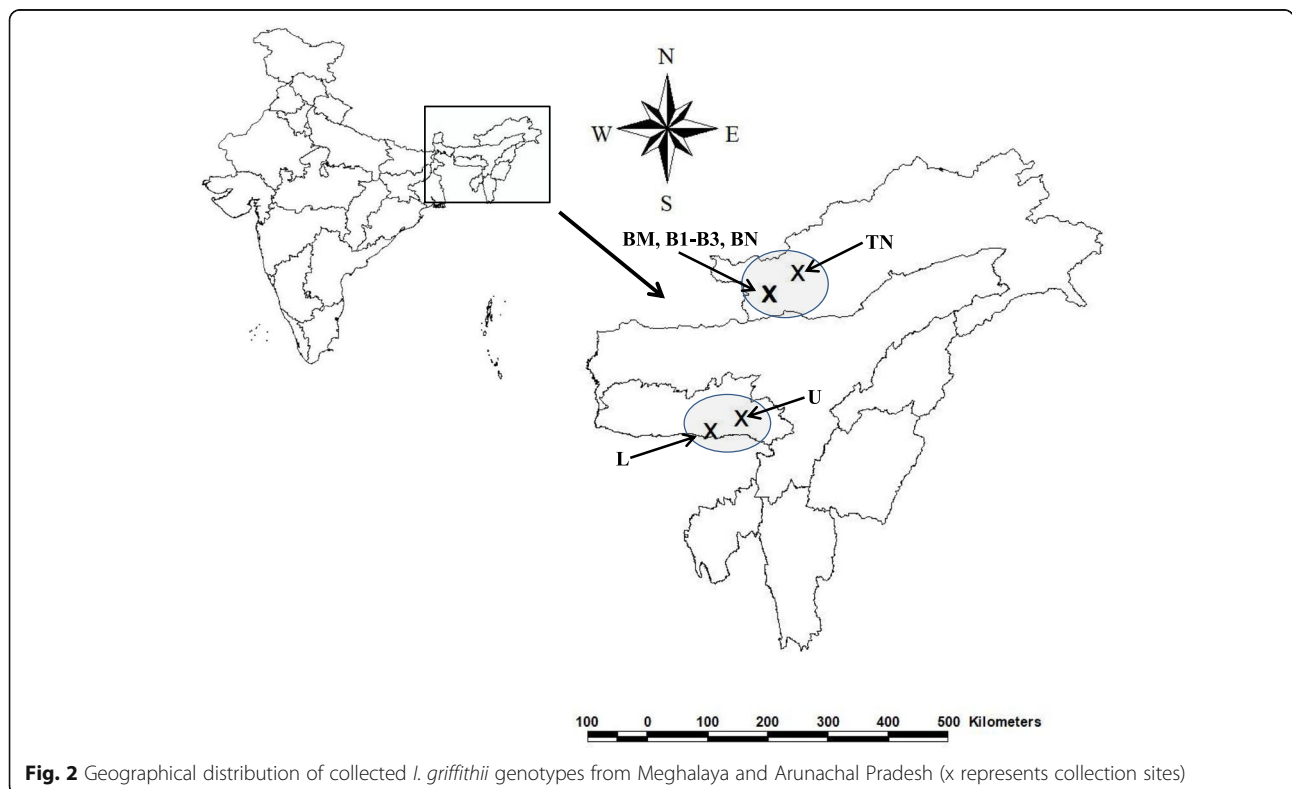 N
W E
S
BM, B1-B3, BN
TN
X
X
U
X
X
L
100 0 100 200 300 400 500 Kilometers
Fig. 2 Geographical distribution of collected I. griffithii genotypes from Meghalaya and Arunachal Pradesh (x represents collection sites)